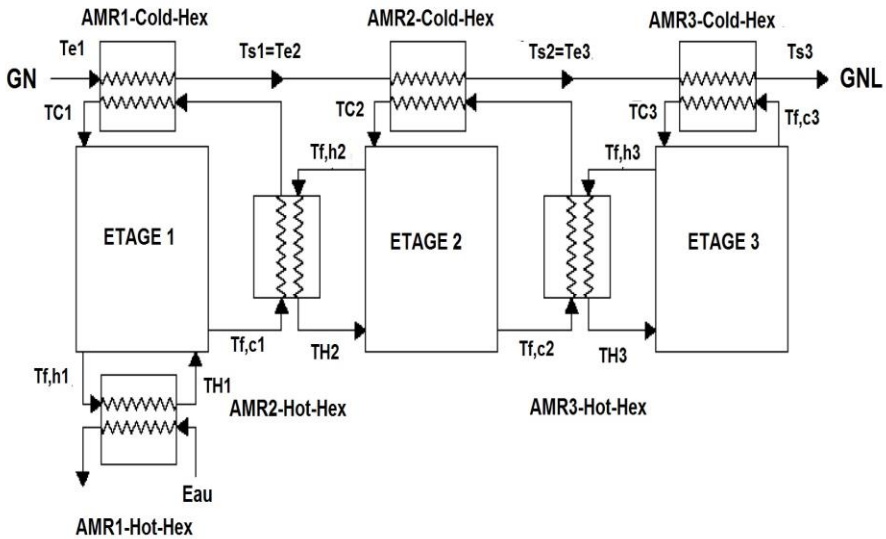 AMR1-Cold-Hex
AMR2-Cold-Hex
AMR3-Cold-Hex
Te1
Ts1=Te2
Ts2=Te3
Ts3
GN
GNL
TC1
TC2
TC3
Tf,c3
Tf,h2
Tf,h3
ETAGE 1
ETAGE 2
ETAGE 3
Tf,c1
TH2
Tf,c2
TH3
Tf,h1
TH1
AMR2-Hot-Hex
AMR3-Hot-Hex
Eau
AMR1-Hot-Hex